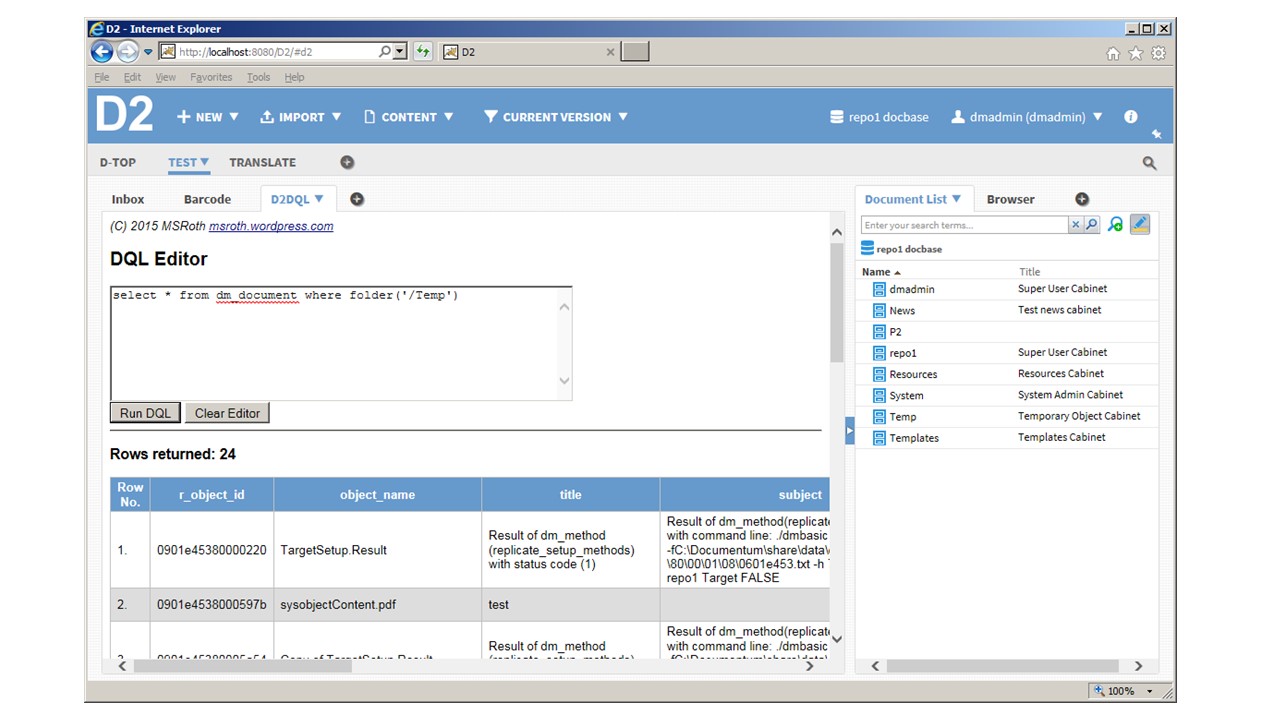 D2 - Internet Explorer
http://localhost:8080/D2/#d2
D2
File Edit View Favorites Tools Help
D2 NEW IMPORT CONTENT CURRENT VERSION repo1 docbase dmadmin (dmadmin)
D-TOP TEST TRANSLATE
Inbox Barcode D2DQL
(C) 2015 MSRoth msroth.wordpress.com
DQL Editor
select * from dm_document where folder('/Temp')
Run DQL Clear Editor
Rows returned: 24
Row No. r_object_id object_name title subject
1. 0901e45380000220 TargetSetup.Result
Result of dm_method
(replicate_setup_methods)
with status code (1)
Result of dm_method(replicat
with command line: ./dmbasic
-fC:\Documentum\share\data\
\80\00\01\08\0601e453.txt -h
repo1 Target FALSE
2. 0901e4538000597b sysobjectContent.pdf test
Result of dm_method
Result of dm_method(replicat
with command line: ./dmbasic
Document List Browser
Enter your search terms...
repo1 docbase
Name Title
dmadmin Super User Cabinet
News Test news cabinet
P2
repo1 Super User Cabinet
Resources Resources Cabinet
System System Admin Cabinet
Temp Temporary Object Cabinet
Templates Templates Cabinet
100%